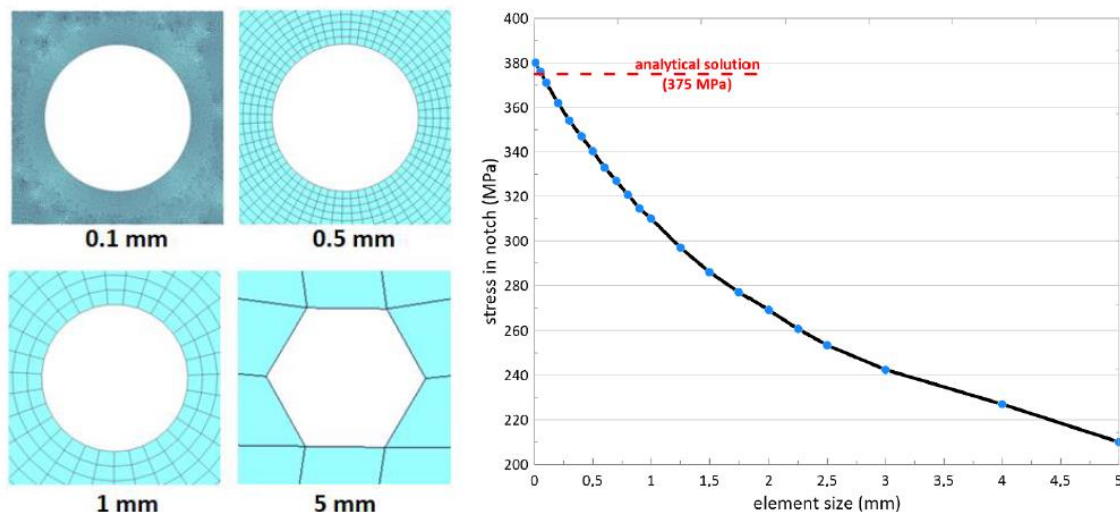 0.1 mm
0.5 mm
1 mm
5 mm
400
380
360
340
320
300
280
260
240
220
200
stress in notch (MPa)
analytical solution
(375 MPa)
0 0,5 1 1,5 2 2,5 3 3,5 4 4,5 5
element size (mm)